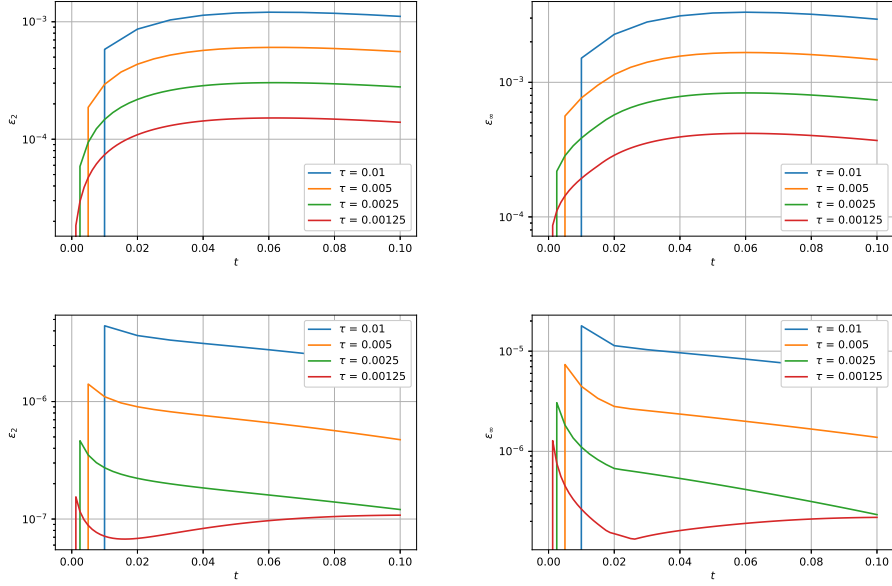 10⁻³
10⁻⁴
ε₂
0.00 0.02 0.04 0.06 0.08 0.10
t
τ = 0.01
τ = 0.005
τ = 0.0025
τ = 0.00125
10⁻³
10⁻⁴
ε∞
0.00 0.02 0.04 0.06 0.08 0.10
t
τ = 0.01
τ = 0.005
τ = 0.0025
τ = 0.00125
10⁻⁶
10⁻⁷
ε₂
0.00 0.02 0.04 0.06 0.08 0.10
t
τ = 0.01
τ = 0.005
τ = 0.0025
τ = 0.00125
10⁻⁵
10⁻⁶
ε∞
0.00 0.02 0.04 0.06 0.08 0.10
t
τ = 0.01
τ = 0.005
τ = 0.0025
τ = 0.00125